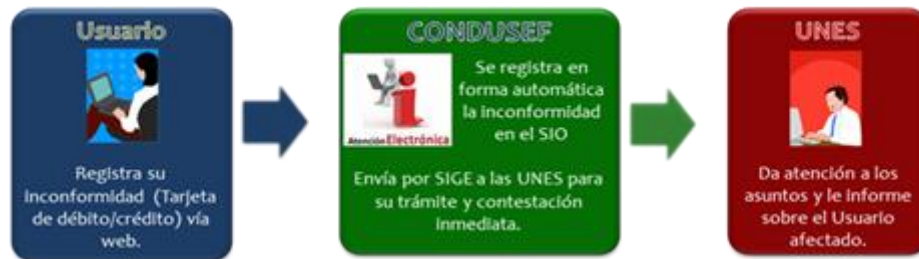 Usuario
Registra su
inconformidad (Tarjeta
de débito/crédito) vía
web.
CONDUSEF
Atención Electrónica
Se registra en
forma automática
la inconformidad
en el SIO
Envía por SIGE a las UNES para
su trámite y contestación
inmediata.
UNES
Da atención a los
asuntos y le informe
sobre el Usuario
afectado.